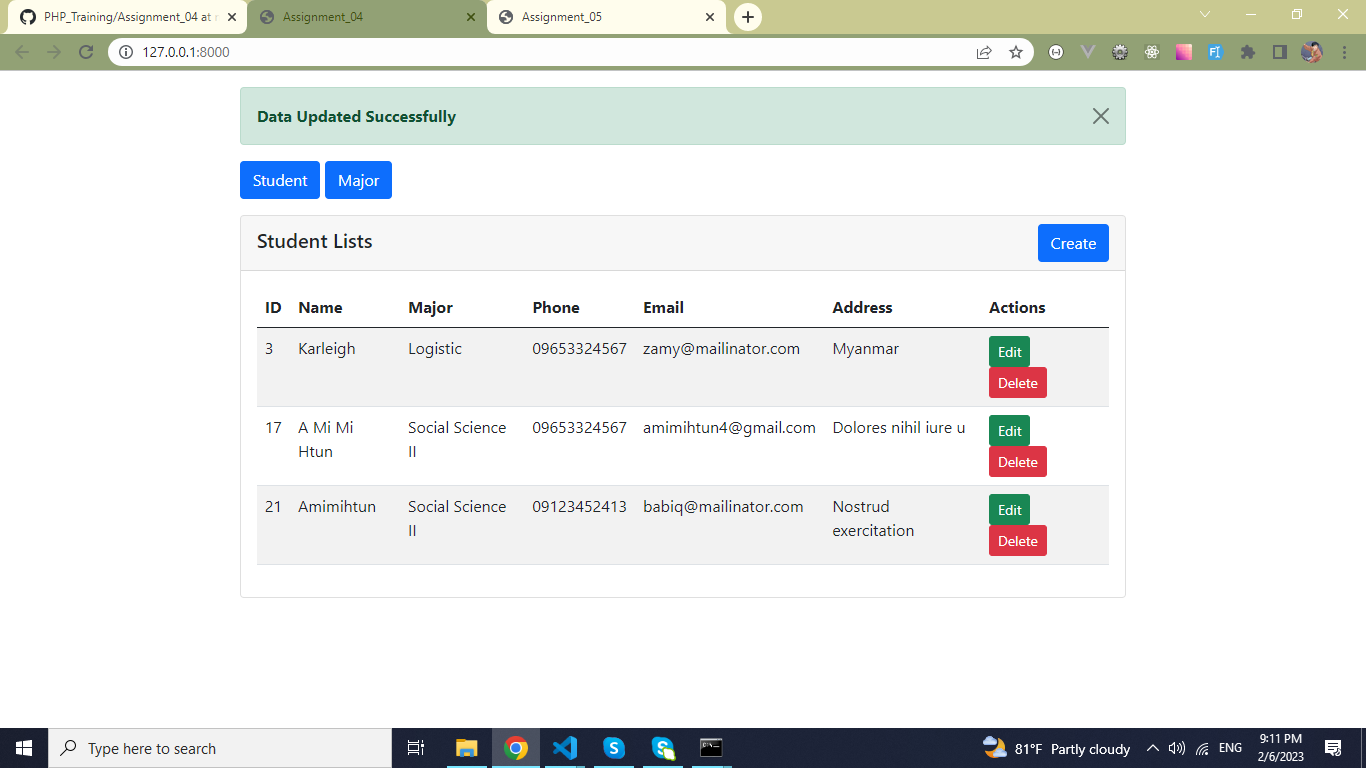 PHP_Training/Assignment_04 at
Assignment_04
Assignment_05
127.0.0.1:8000
Data Updated Successfully
Student Major
Student Lists
Create
ID Name Major Phone Email Address Actions
3 Karleigh Logistic 09653324567 zamy@mailinator.com Myanmar Edit
Delete
17 A Mi Mi Social Science 09653324567 amimihtun4@gmail.com Dolores nihil iure u Edit
Htun II Delete
21 Amimihtun Social Science 09123452413 babiq@mailinator.com Nostrud Edit
II exercitation Delete
Type here to search
81°F Partly cloudy
ENG
9:11 PM
2/6/2023